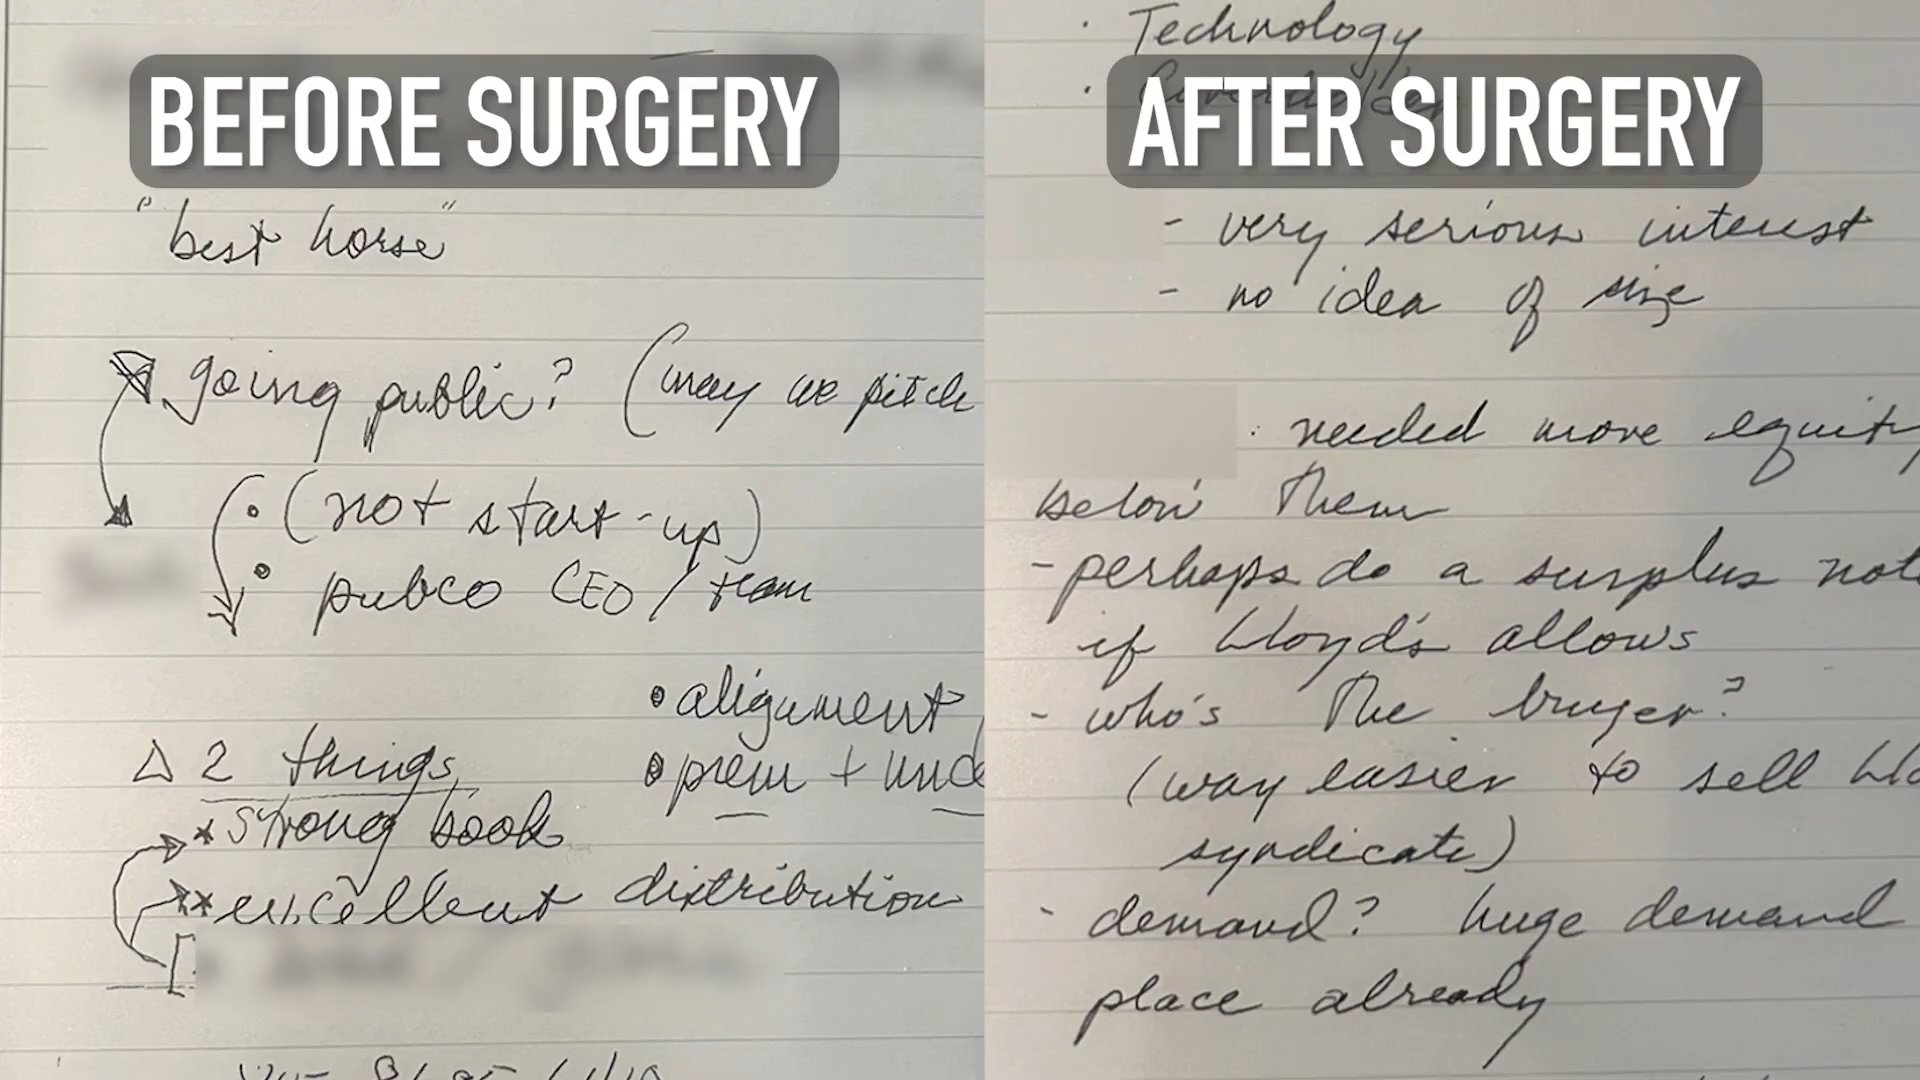 BEFORE SURGERY
"best horse"
going public? (may we pitch
(not start-up)
pubco CEO / team
• alignment
△ 2 things
• prem + und
* strong book
** excellent distribution
AFTER SURGERY
• Technology
- very serious interest
- no idea of size
needed more equity
below them
- perhaps do a surplus not
if Lloyd's allows
- who's the buyer?
(way easier to sell Llo
syndicate)
- demand? huge demand
place already